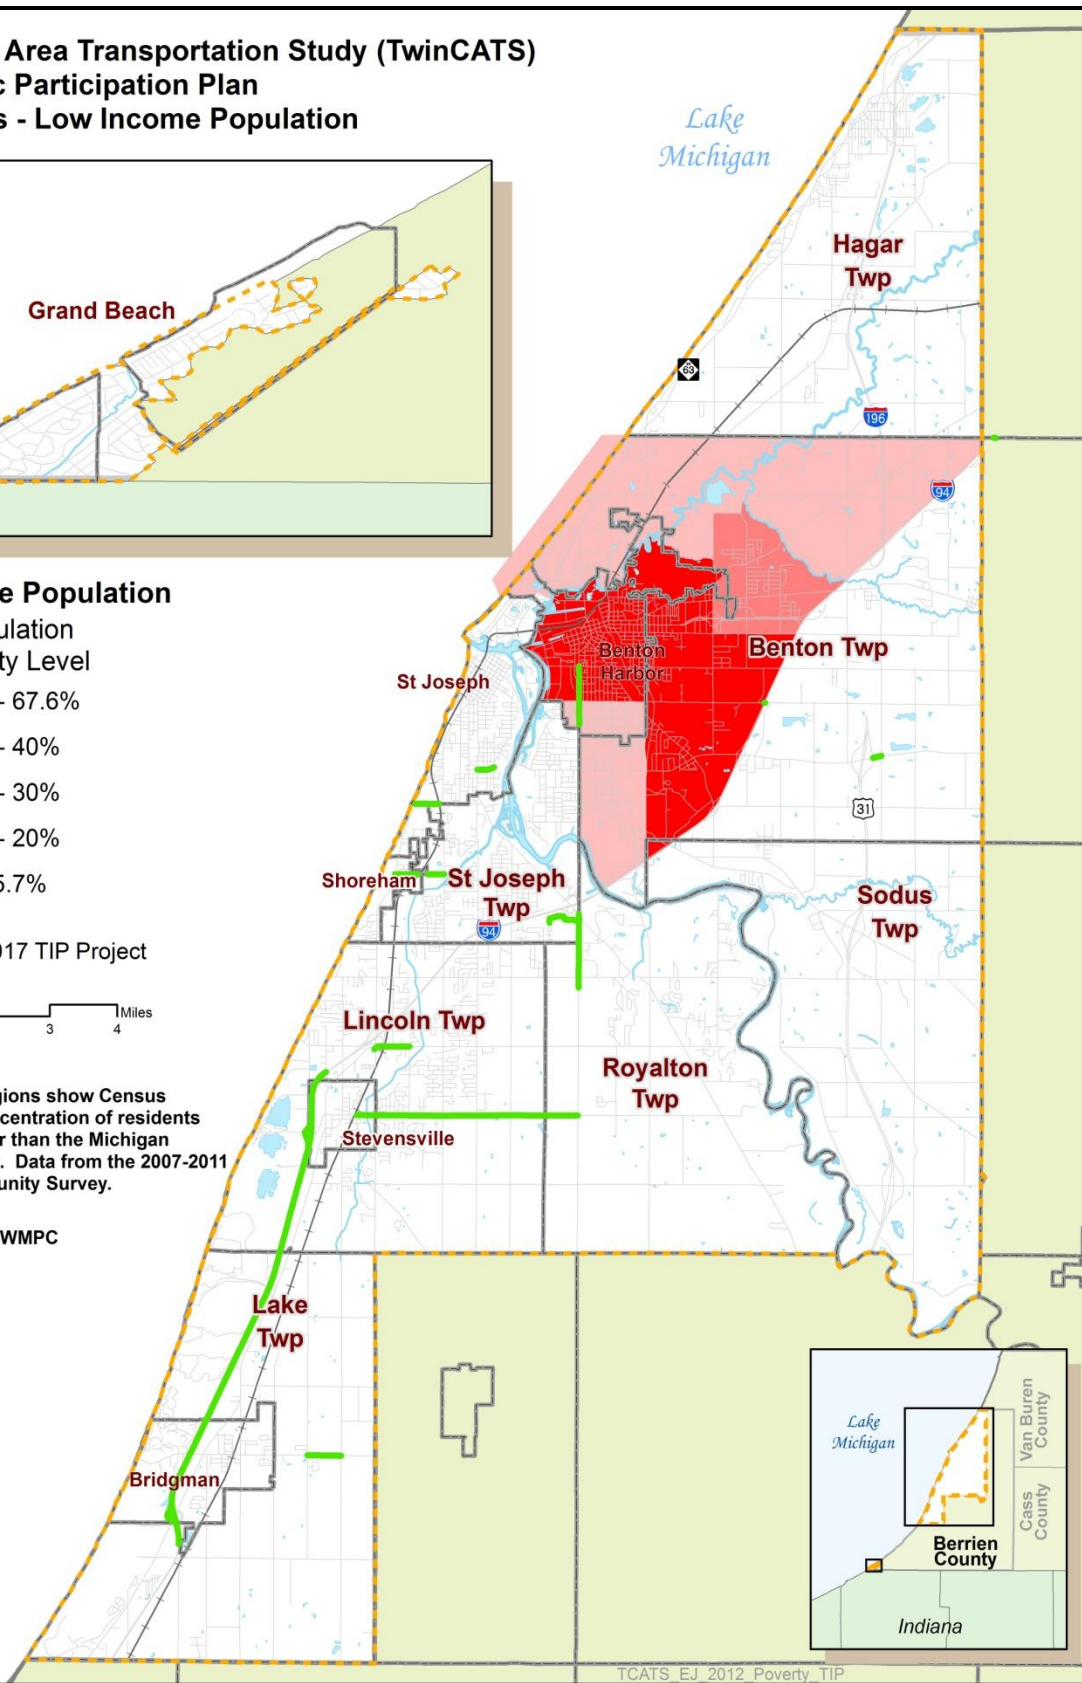 Area Transportation Study (TwinCATS)
Participation Plan
- Low Income Population
Lake
Michigan
Hagar
Twp
Grand Beach
63
196
94
Population
Level
- 67.6%
- 40%
- 30%
- 20%
5.7%
017 TIP Project
Miles
3 4
St Joseph
Benton
Harbor
Benton Twp
31
Shoreham
St Joseph
Twp
94
Sodus
Twp
Lincoln Twp
Royalton
Twp
Stevensville
gions show Census
centration of residents
r than the Michigan
. Data from the 2007-2011
unity Survey.
WMPC
Lake
Twp
Bridgman
Lake
Michigan
Van Buren
County
Cass
County
Berrien
County
Indiana
TCATS_EJ_2012_Poverty_TIP